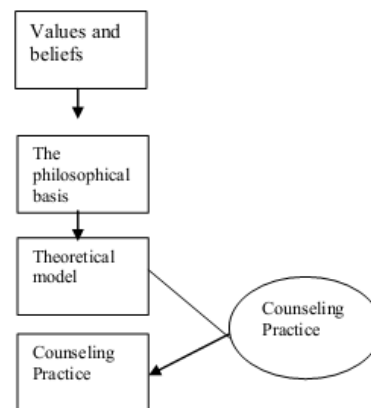 Values and
beliefs
The
philosophical
basis
Theoretical
model
Counseling
Practice
Counseling
Practice